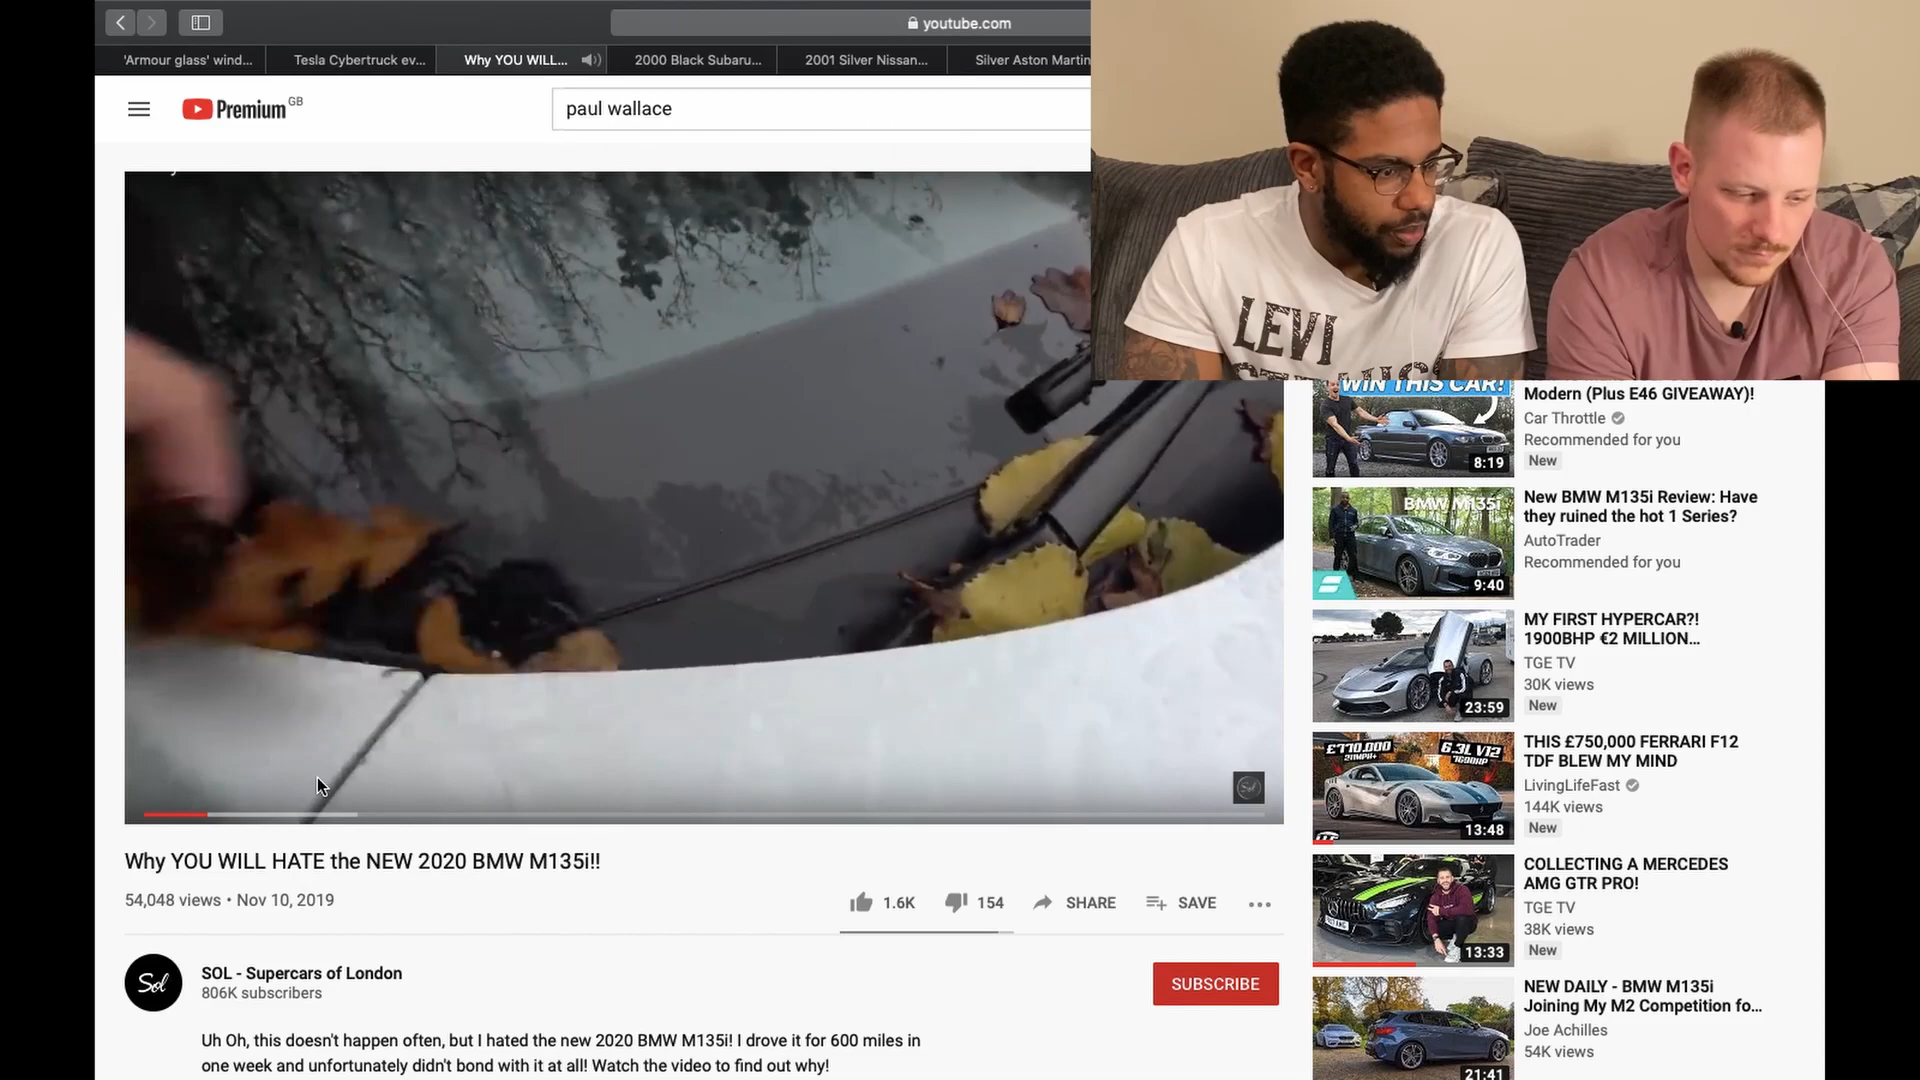 youtube.com
'Armour glass' wind...
Tesla Cybertruck ev...
Why YOU WILL...
2000 Black Subaru...
2001 Silver Nissan...
Silver Aston Martin
Premium GB
paul wallace
LEVI
WIN THIS CAR!
8:19
Modern (Plus E46 GIVEAWAY)!
Car Throttle
Recommended for you
New
BMW M135i
9:40
New BMW M135i Review: Have
they ruined the hot 1 Series?
AutoTrader
Recommended for you
23:59
MY FIRST HYPERCAR?!
1900BHP €2 MILLION...
TGE TV
30K views
New
£770,000
211MPH+
6.3L V12
13:48
THIS £750,000 FERRARI F12
TDF BLEW MY MIND
LivingLifeFast
144K views
New
13:33
COLLECTING A MERCEDES
AMG GTR PRO!
TGE TV
38K views
New
21:41
NEW DAILY - BMW M135i
Joining My M2 Competition fo...
Joe Achilles
54K views
Sol
Why YOU WILL HATE the NEW 2020 BMW M135i!!
54,048 views • Nov 10, 2019
1.6K
154
SHARE
SAVE
Sol
SOL - Supercars of London
806K subscribers
SUBSCRIBE
Uh Oh, this doesn't happen often, but I hated the new 2020 BMW M135i! I drove it for 600 miles in
one week and unfortunately didn't bond with it at all! Watch the video to find out why!